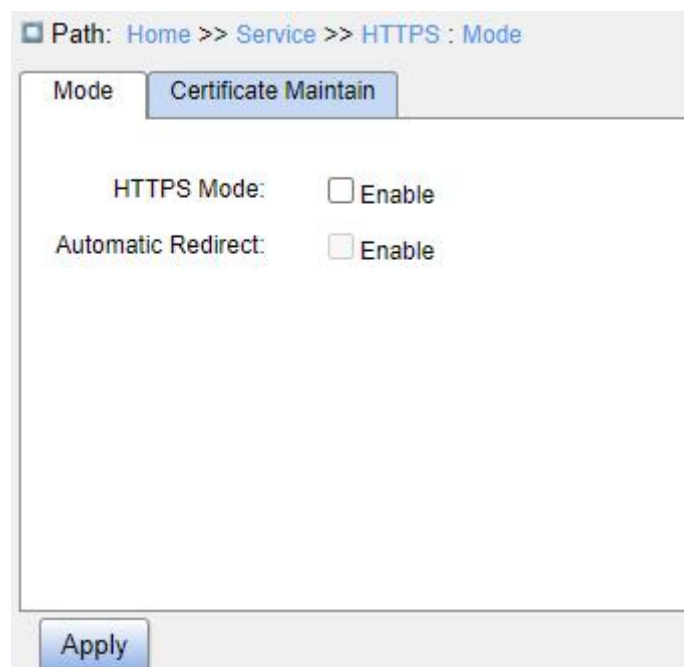 Path: Home >> Service >> HTTPS : Mode
Mode Certificate Maintain
HTTPS Mode: Enable
Automatic Redirect: Enable
Apply